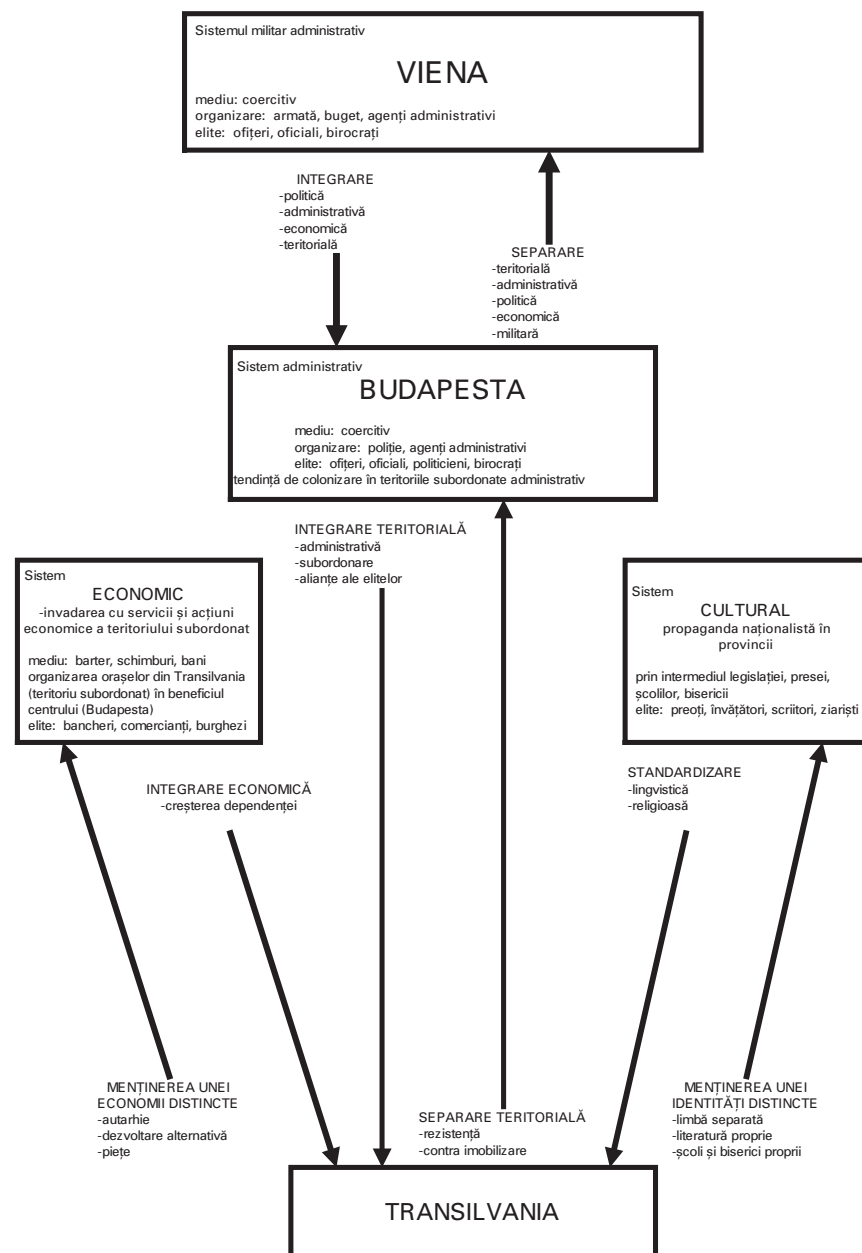 Sistemul militar administrativ
VIENA
mediu: coercitiv
organizare: armată, buget, agenți administrativi
elite: ofițeri, oficiali, birocrați
INTEGRARE
-politică
-administrativă
-economică
-teritorială
SEPARARE
-teritorială
-administrativă
-politică
-economică
-militară
Sistem administrativ
BUDAPESTA
mediu: coercitiv
organizare: poliție, agenți administrativi
elite: ofițeri, oficiali, politicieni, birocrați
tendință de colonizare în teritoriile subordonate administrativ
INTEGRARE TERITORIALĂ
-administrativă
-subordonare
-alianțe ale elitelor
Sistem
ECONOMIC
-invadarea cu servicii și acțiuni
economice a teritoriului subordonat
mediu: barter, schimburi, bani
organizarea orașelor din Transilvania
(teritoriu subordonat) în beneficiul
centrului (Budapesta)
elite: bancheri, comercianți, burghezi
Sistem
CULTURAL
propaganda naționalistă în
provincii
prin intermediul legislației, presei,
școlilor, bisericii
elite: preoți, învățători, scriitori, ziariști
INTEGRARE ECONOMICĂ
-creșterea dependenței
STANDARDIZARE
-lingvistică
-religioasă
MENȚINEREA UNEI
ECONOMII DISTINCTE
-autarhie
-dezvoltare alternativă
-piețe
SEPARARE TERITORIALĂ
-rezistență
-contra imobilizare
MENȚINEREA UNEI
IDENTITĂȚI DISTINCTE
-limbă separată
-literatură proprie
-școli și biserici proprii
TRANSILVANIA